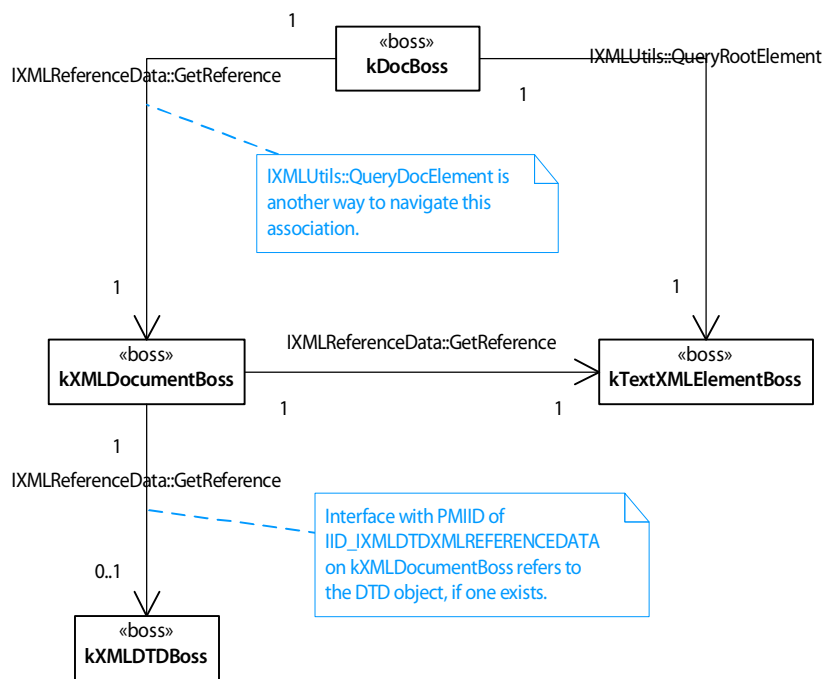 1
«boss»
kDocBoss
IXMLReferenceData::GetReference
IXMLUtils::QueryRootElement
1
IXMLUtils::QueryDocElement is
another way to navigate this
association.
1
1
«boss»
kXMLDocumentBoss
IXMLReferenceData::GetReference
«boss»
kTextXMLElementBoss
1
1
1
IXMLReferenceData::GetReference
Interface with PMIID of
IID_IXMLDTDXMLREFERENCEDATA
on kXMLDocumentBoss refers to
the DTD object, if one exists.
0..1
«boss»
kXMLDTDBoss